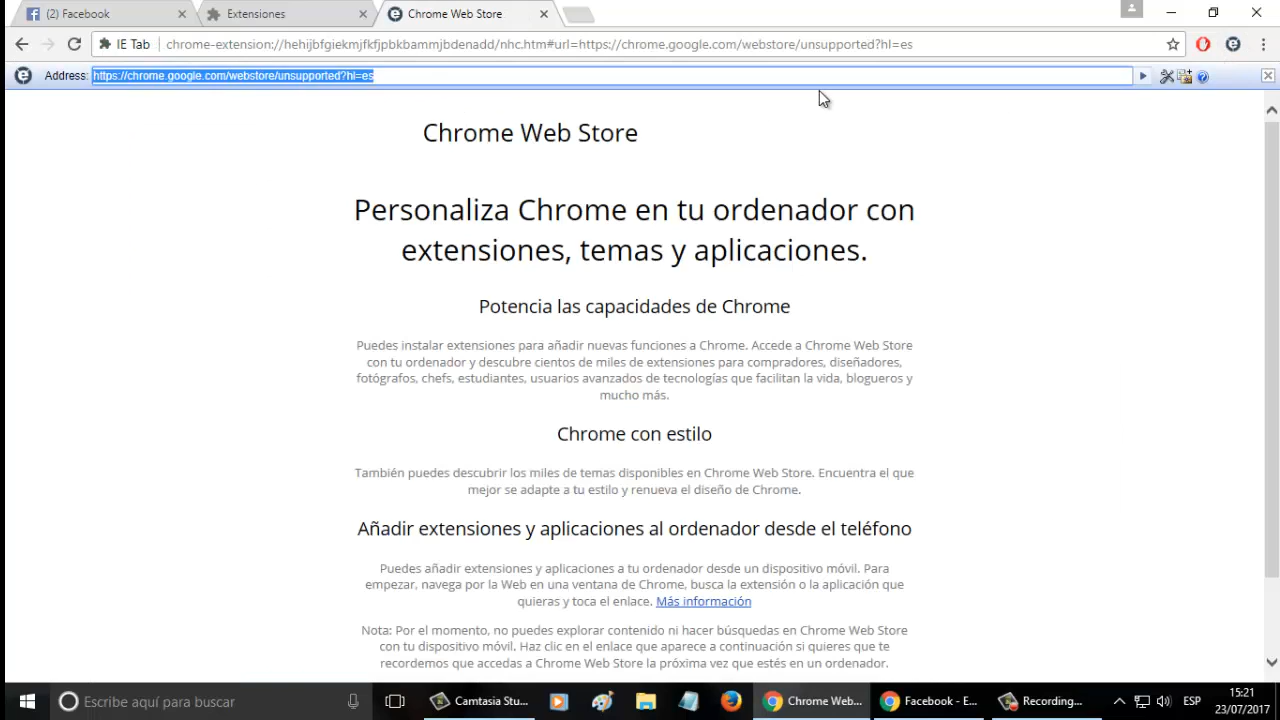 (2) Facebook
Extensiones
Chrome Web Store
IE Tab
chrome-extension://hehijbfgiekmjfkfjpbkbammjbdenadd/nhc.htm#url=https://chrome.google.com/webstore/unsupported?hl=es
Address:
https://chrome.google.com/webstore/unsupported?hl=es
Chrome Web Store
Personaliza Chrome en tu ordenador con
extensiones, temas y aplicaciones.
Potencia las capacidades de Chrome
Puedes instalar extensiones para añadir nuevas funciones a Chrome. Accede a Chrome Web Store
con tu ordenador y descubre cientos de miles de extensiones para compradores, diseñadores,
fotógrafos, chefs, estudiantes, usuarios avanzados de tecnologías que facilitan la vida, blogueros y
mucho más.
Chrome con estilo
También puedes descubrir los miles de temas disponibles en Chrome Web Store. Encuentra el que
mejor se adapte a tu estilo y renueva el diseño de Chrome.
Añadir extensiones y aplicaciones al ordenador desde el teléfono
Puedes añadir extensiones y aplicaciones a tu ordenador desde un dispositivo móvil. Para
empezar, navega por la Web en una ventana de Chrome, busca la extensión o la aplicación que
quieras y toca el enlace. Más información
Nota: Por el momento, no puedes explorar contenido ni hacer búsquedas en Chrome Web Store
con tu dispositivo móvil. Haz clic en el enlace que aparece a continuación si quieres que te
recordemos que accedas a Chrome Web Store la próxima vez que estés en un ordenador.
Escribe aquí para buscar
Camtasia Stu...
Chrome Web...
Facebook - E...
Recording...
ESP
15:21
23/07/2017